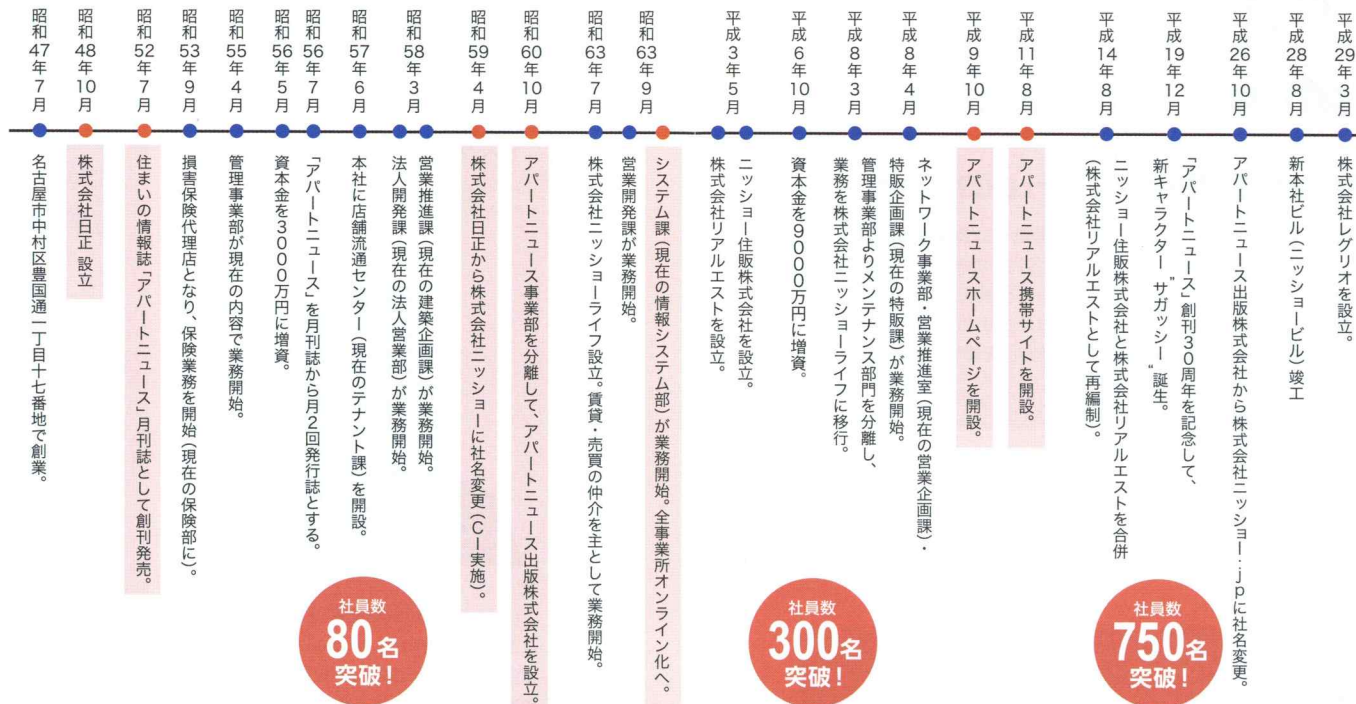 昭和47年7月
名古屋市中村区豊国通一丁目十七番地で創業。
昭和48年10月
株式会社日正 設立
昭和52年7月
住まいの情報誌「アパートニュース」月刊誌として創刊発売。
昭和53年9月
損害保険代理店となり、保険業務を開始(現在の保険部に)。
昭和55年4月
管理事業部が現在の内容で業務開始。
昭和56年5月
資本金を3000万円に増資。
昭和56年7月
「アパートニュース」を月刊誌から月2回発行誌とする。
昭和57年6月
本社に店舗流通センター(現在のテナント課)を開設。
昭和58年3月
法人開発課(現在の法人営業部)が業務開始。
営業推進課(現在の建築企画課)が業務開始。
昭和59年4月
株式会社日正から株式会社ニッショーに社名変更(CI実施)。
昭和60年10月
アパートニュース事業部を分離して、アパートニュース出版株式会社を設立。
昭和63年7月
株式会社ニッショーライフ設立。賃貸・売買の仲介を主として業務開始。
昭和63年9月
営業開発課が業務開始。
システム課(現在の情報システム部)が業務開始。全事業所オンライン化へ。
平成3年5月
株式会社リアルエストを設立。
ニッショー住販株式会社を設立。
平成6年10月
資本金を9000万円に増資。
平成8年3月
管理事業部よりメンテナンス部門を分離し、
業務を株式会社ニッショーライフに移行。
平成8年4月
ネットワーク事業部・営業推進室(現在の営業企画課)・
特販企画課(現在の特販課)が業務開始。
平成9年10月
アパートニュースホームページを開設。
平成11年8月
アパートニュース携帯サイトを開設。
平成14年8月
ニッショー住販株式会社と株式会社リアルエストを合併
(株式会社リアルエストとして再編制)。
平成19年12月
「アパートニュース」創刊30周年を記念して、
新キャラクター“サガッシー”誕生。
平成26年10月
アパートニュース出版株式会社から株式会社ニッショー.jpに社名変更。
平成28年8月
新本社ビル(ニッショービル)竣工
平成29年3月
株式会社レグリオを設立。
社員数
80名
突破!
社員数
300名
突破!
社員数
750名
突破!